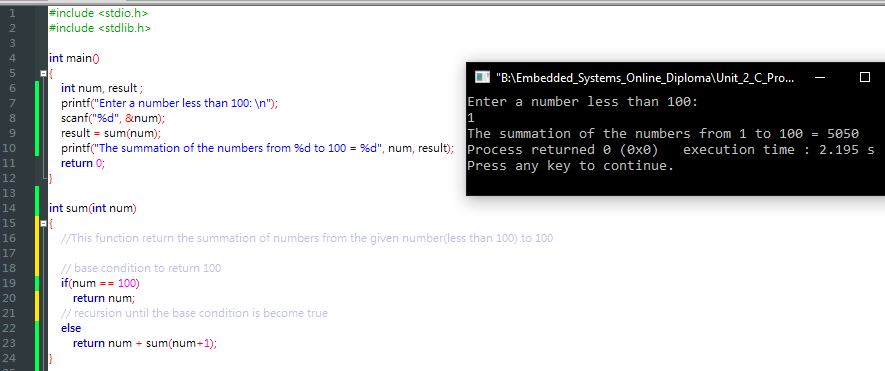 1 #include <stdio.h>
2 #include <stdlib.h>
3
4 int main()
5 {
6 int num, result ;
7 printf("Enter a number less than 100: \n");
8 scanf("%d", &num);
9 result = sum(num);
10 printf("The summation of the numbers from %d to 100 = %d", num, result);
11 return 0;
12 }
13
14 int sum(int num)
15 {
16 //This function return the summation of numbers from the given number(less than 100) to 100
17
18 // base condition to return 100
19 if(num == 100)
20 return num;
21 // recursion until the base condition is become true
22 else
23 return num + sum(num+1);
24 }
"B:\Embedded_Systems_Online_Diploma\Unit_2_C_Pro...
Enter a number less than 100:
1
The summation of the numbers from 1 to 100 = 5050
Process returned 0 (0x0) execution time : 2.195 s
Press any key to continue.